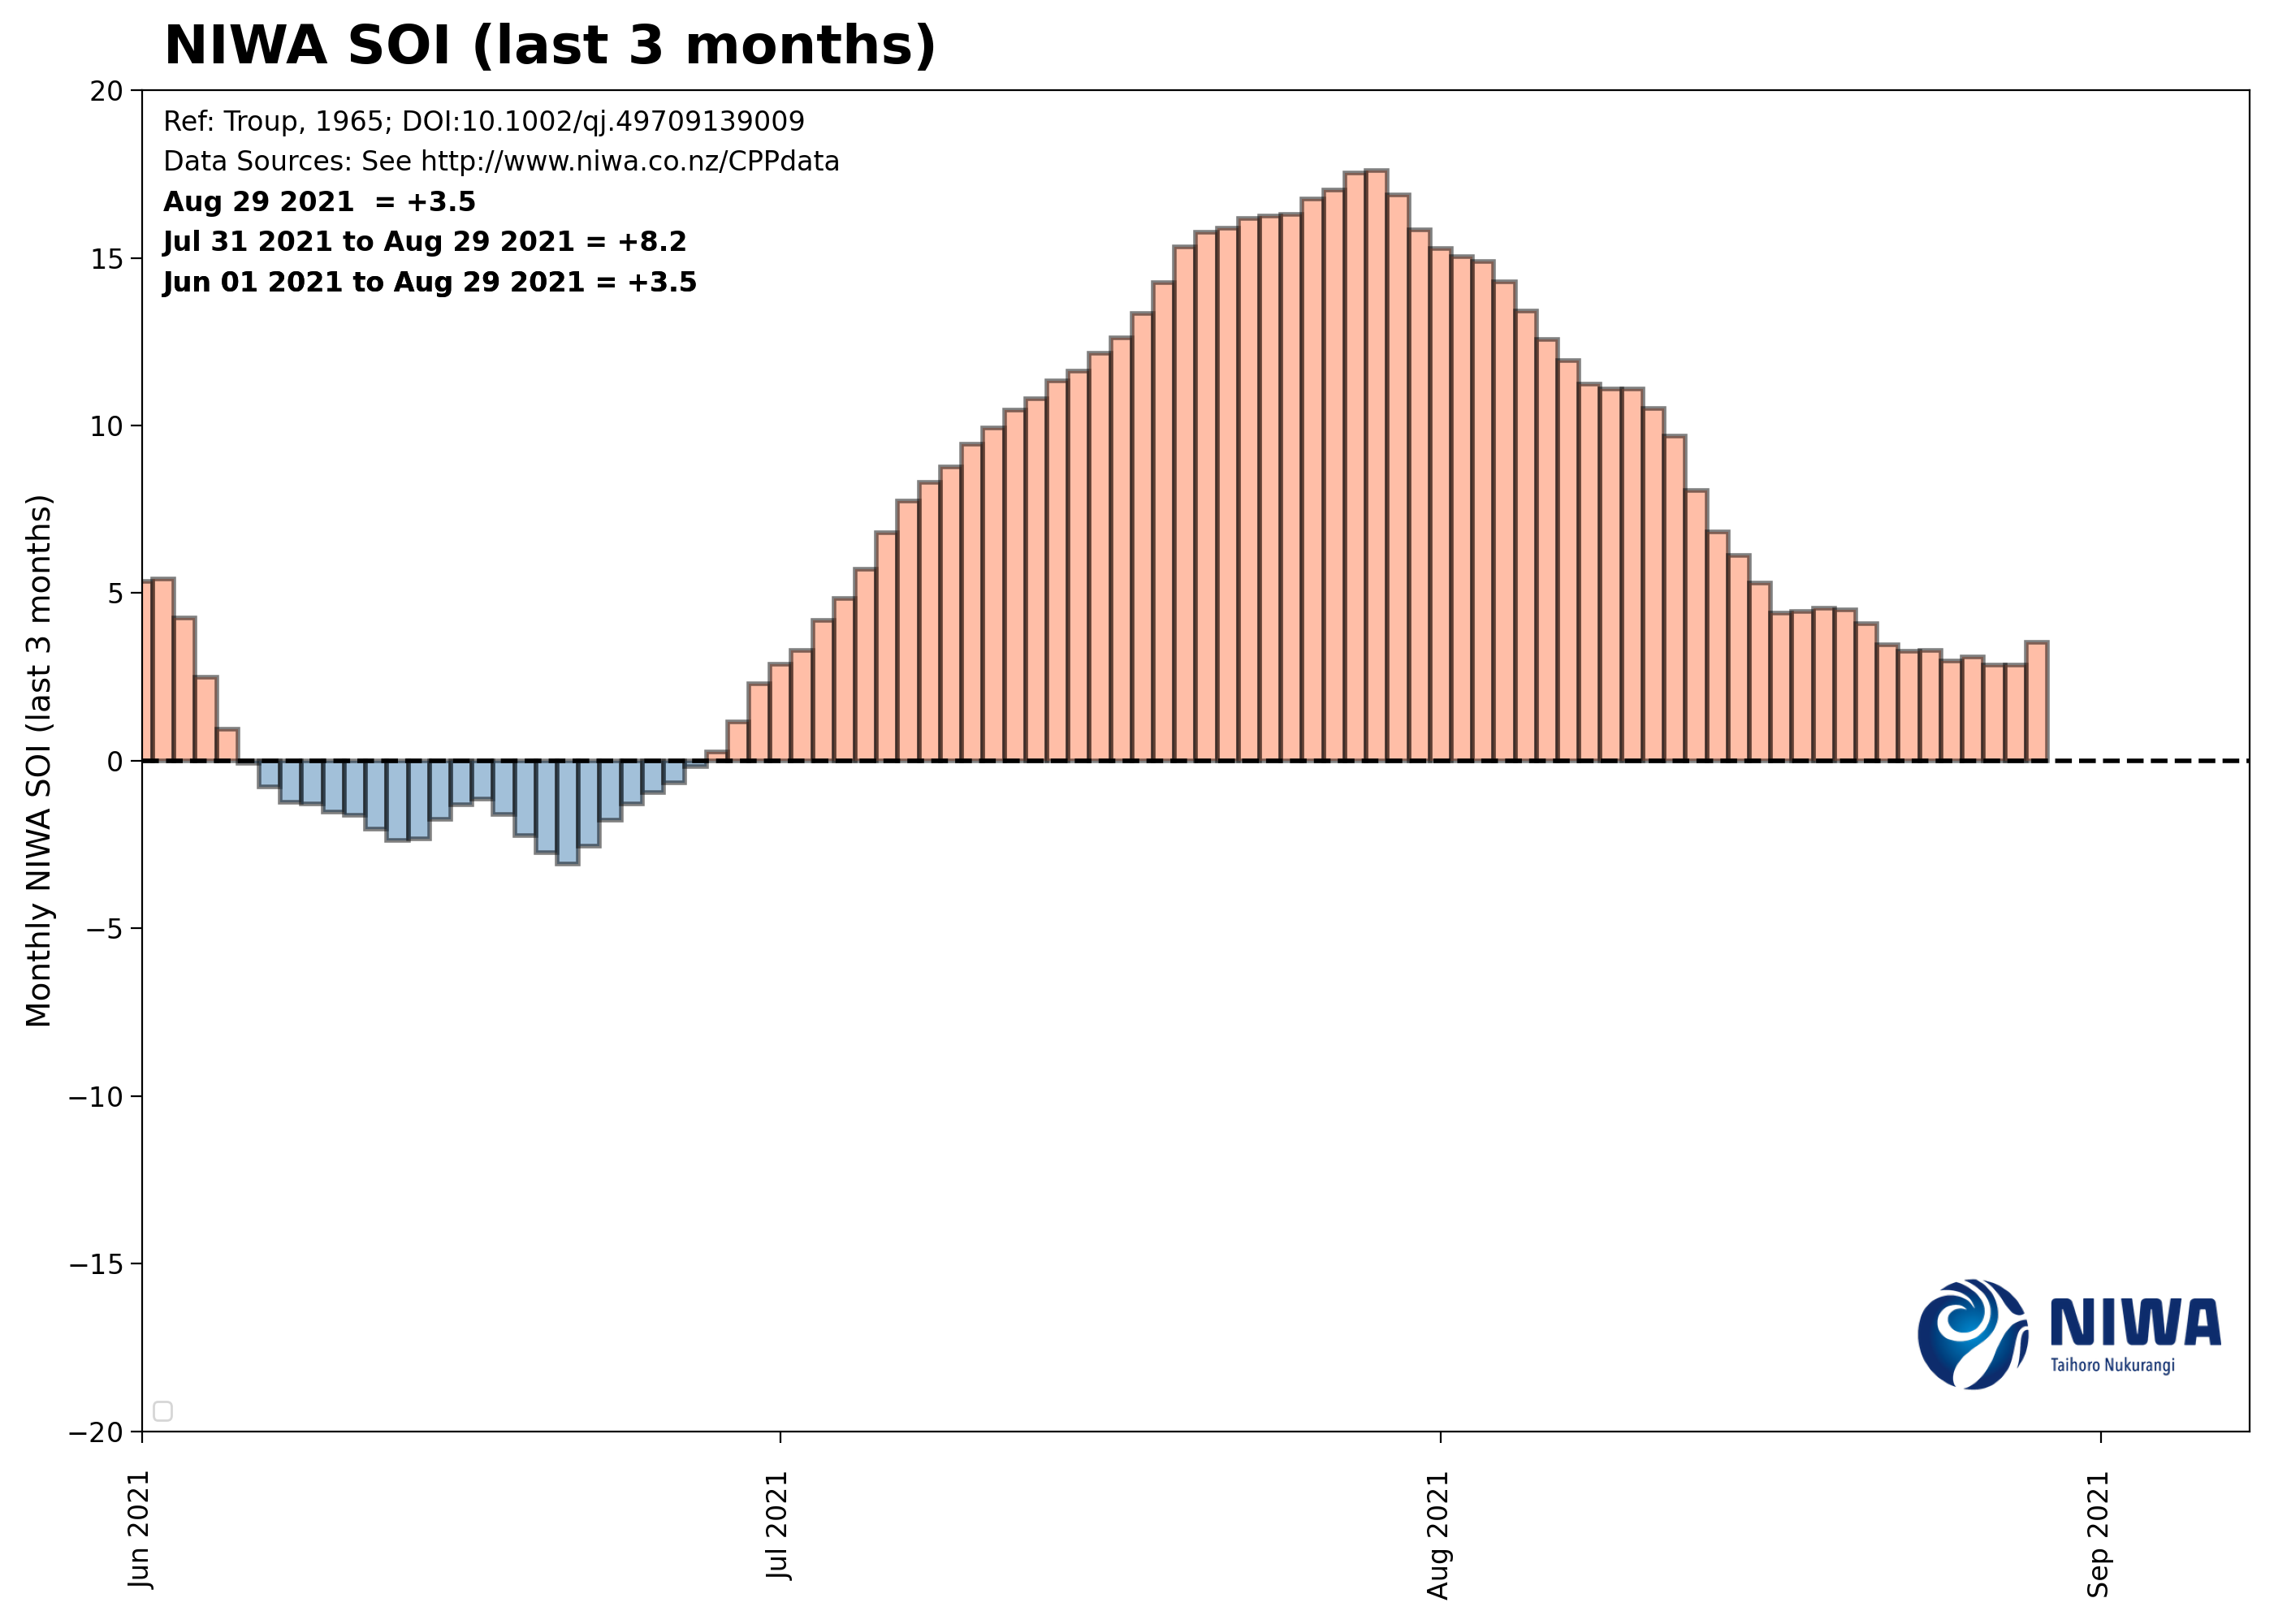 NIWA SOI (last 3 months)
Ref: Troup, 1965; DOI:10.1002/qj.49709139009
Data Sources: See http://www.niwa.co.nz/CPPdata
Aug 29 2021  = +3.5
Jul 31 2021 to Aug 29 2021 = +8.2
Jun 01 2021 to Aug 29 2021 = +3.5
Monthly NIWA SOI (last 3 months)
20
15
10
5
0
−5
−10
−15
−20
NIWA
Taihoro Nukurangi
Jun 2021
Jul 2021
Aug 2021
Sep 2021